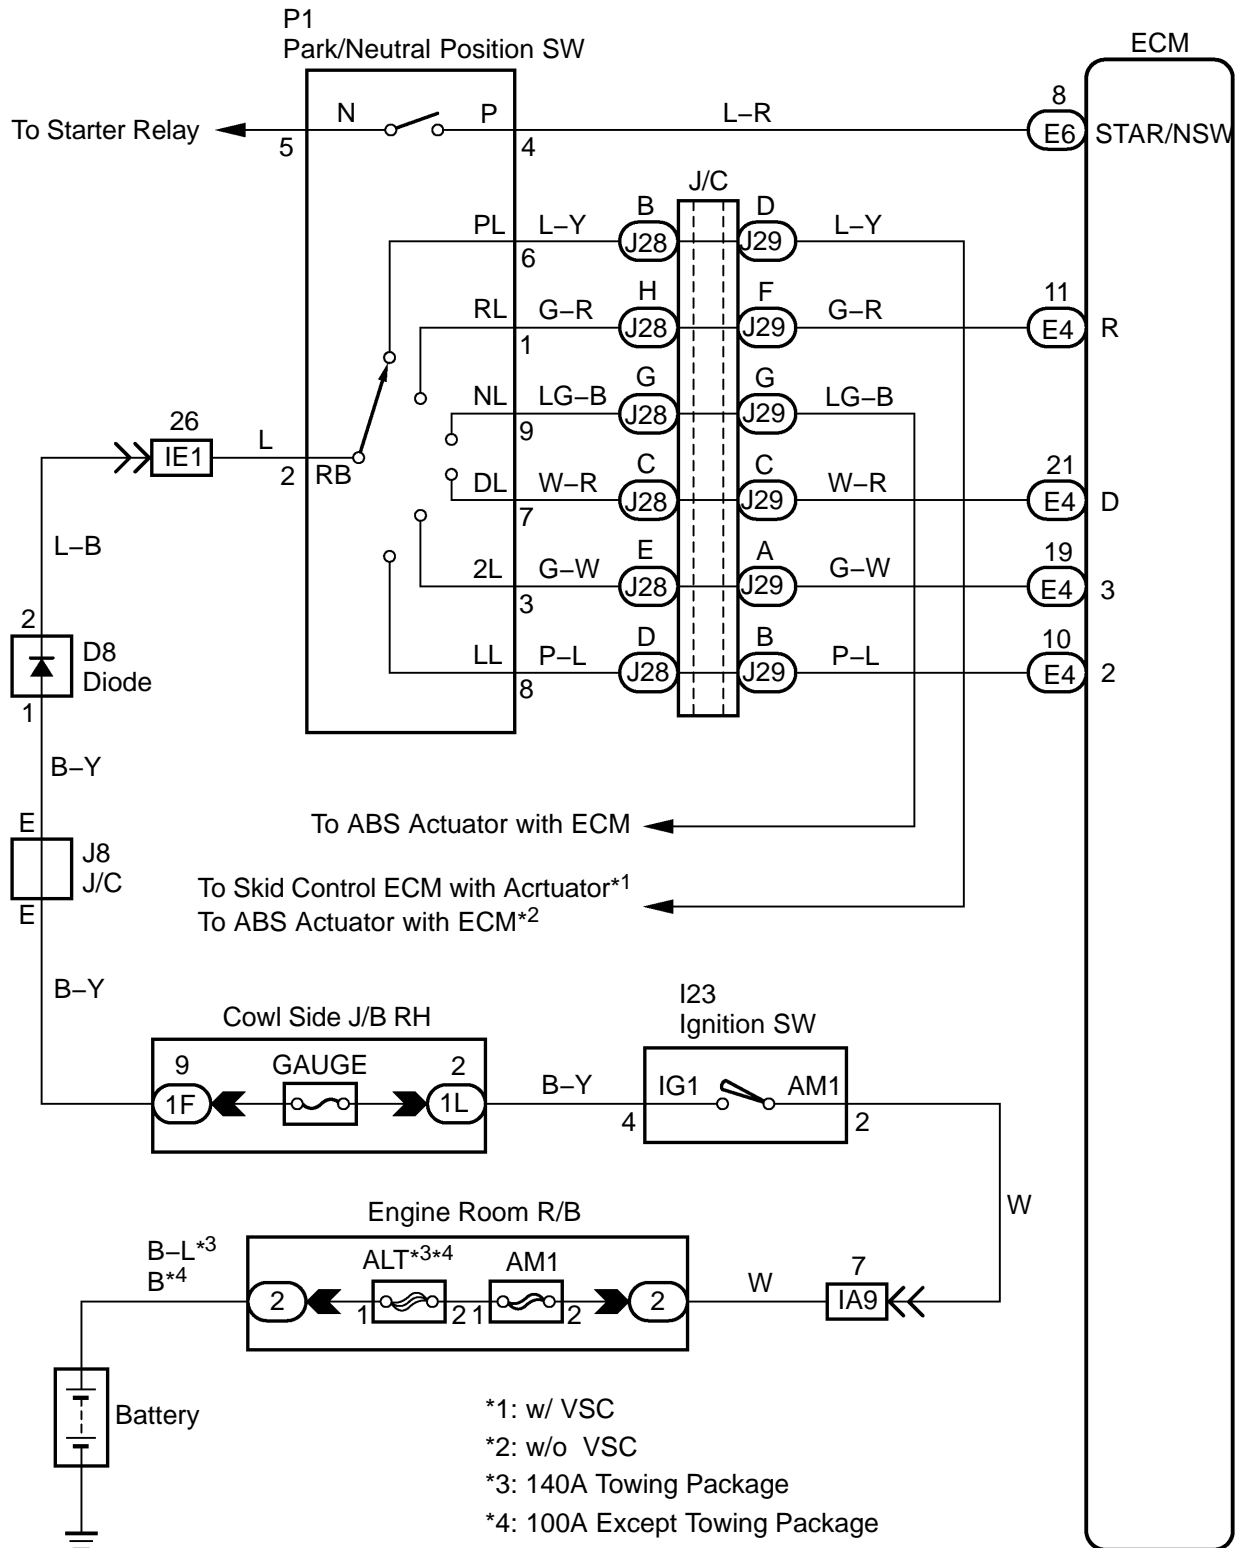 P1
Park/Neutral Position SW
ECM
To Starter Relay
N
P
5
4
L–R
8
E6
STAR/NSW
J/C
PL
6
L–Y
B
J28
D
J29
L–Y
RL
1
G–R
H
J28
F
J29
G–R
11
E4
R
NL
9
LG–B
G
J28
G
J29
LG–B
26
IE1
L
2
RB
DL
7
W–R
C
J28
C
J29
W–R
21
E4
D
L–B
2L
3
G–W
E
J28
A
J29
G–W
19
E4
3
2
D8
Diode
1
LL
8
P–L
D
J28
B
J29
P–L
10
E4
2
B–Y
E
J8
J/C
E
To ABS Actuator with ECM
To Skid Control ECM with Acrtuator*1
To ABS Actuator with ECM*2
B–Y
Cowl Side J/B RH
9
1F
GAUGE
2
1L
B–Y
I23
Ignition SW
4
IG1
AM1
2
W
Engine Room R/B
B–L*3
B*4
2
ALT*3*4
1
2
AM1
1
2
2
W
7
IA9
Battery
*1: w/ VSC
*2: w/o VSC
*3: 140A Towing Package
*4: 100A Except Towing Package